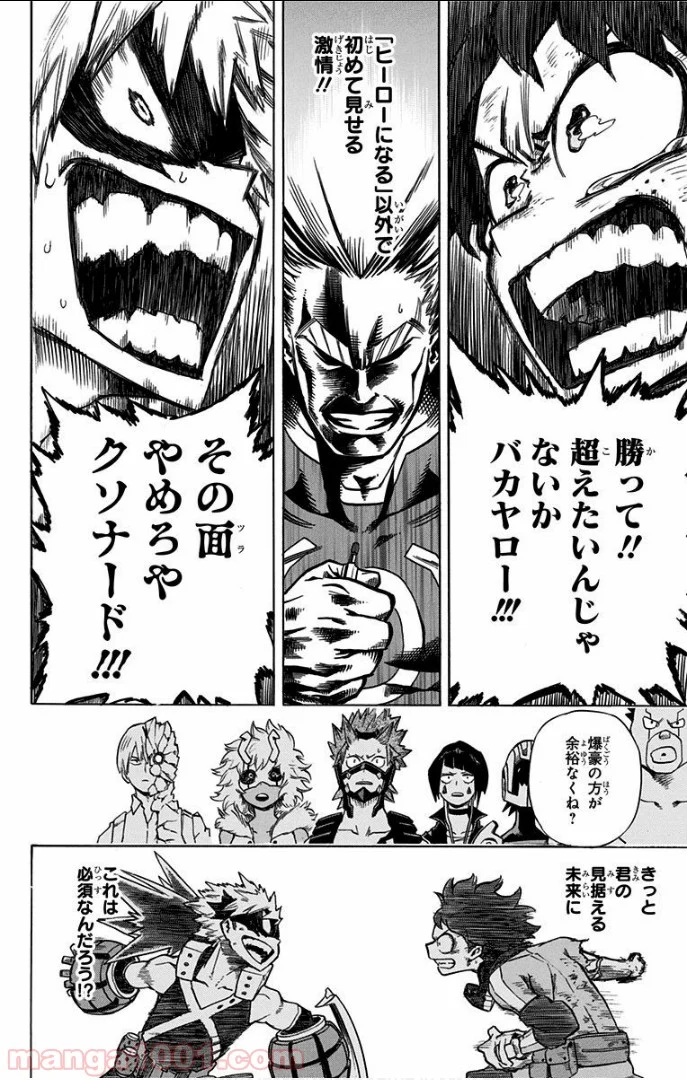 勝って!!
超えたいんじゃ
ないか
バカヤロー!!!
「ヒーローになる」以外で
初めて見せる
激情!!
その面
やめろや
クソナード!!!
爆豪の方が
余裕なくね?
きっと
君の
見据える
未来に
これは
必須なんだろう!?
manga1001.com